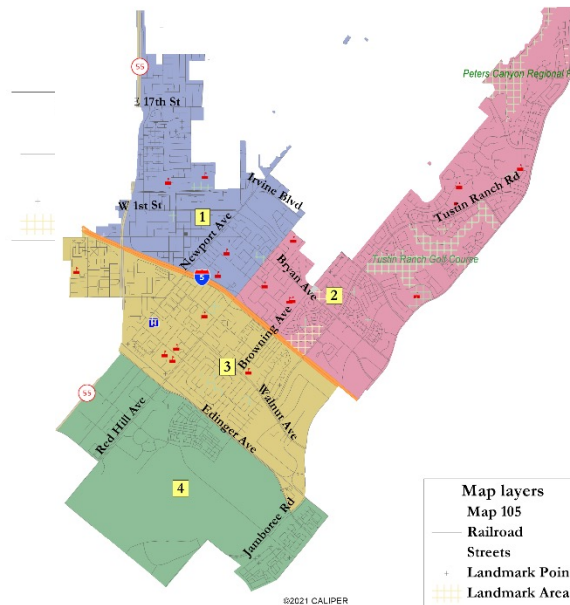 55
Peters Canyon Regional P
E 17th St
Tustin Ranch Rd
Irvine Blvd
W 1st St
1
Newport Ave
Tustin Ranch Golf Course
Bryan Ave
5
2
H
Browning Ave
3
55
Walnut Ave
Red Hill Ave
Edinger Ave
4
Jamboree Rd
Map layers
Map 105
Railroad
Streets
Landmark Poin
Landmark Area
©2021 CALIPER